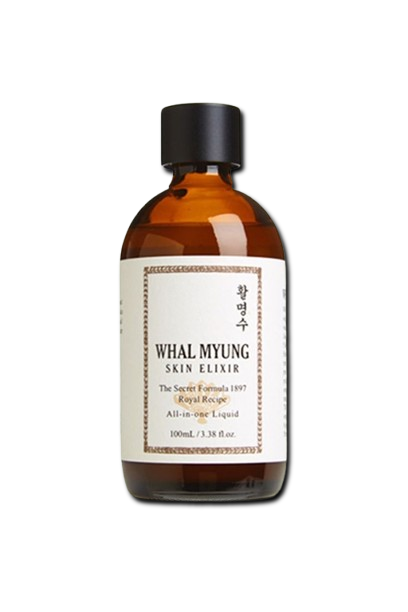 활명수
WHAL MYUNG
SKIN ELIXIR
The Secret Formula 1897
Royal Recipe
All-in-one Liquid
100mL / 3.38 fl.oz.